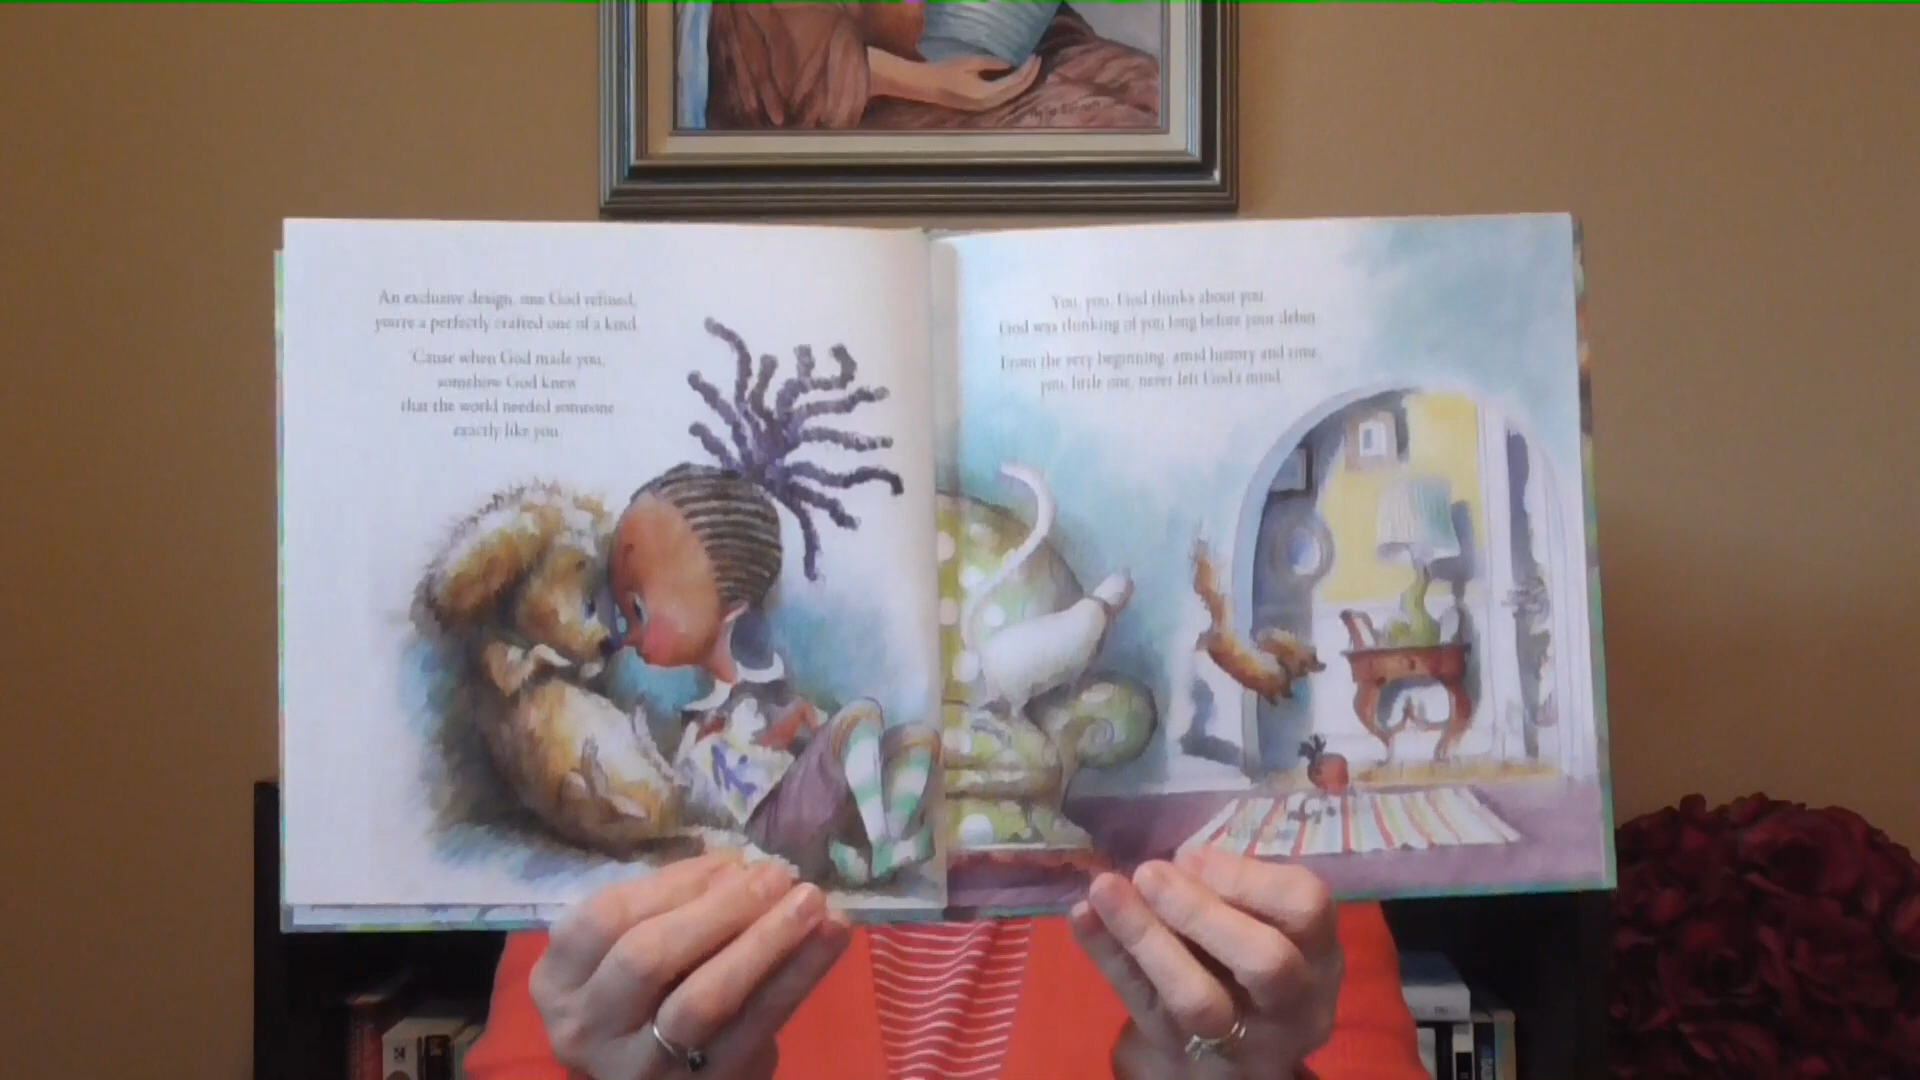 An exclusive design, one God refined,
you're a perfectly crafted one of a kind.
'Cause when God made you,
somehow God knew
that the world needed someone
exactly like you.
You, you, God thinks about you.
God was thinking of you long before your debut.
From the very beginning, amid history and time,
you, little one, never left God's mind.